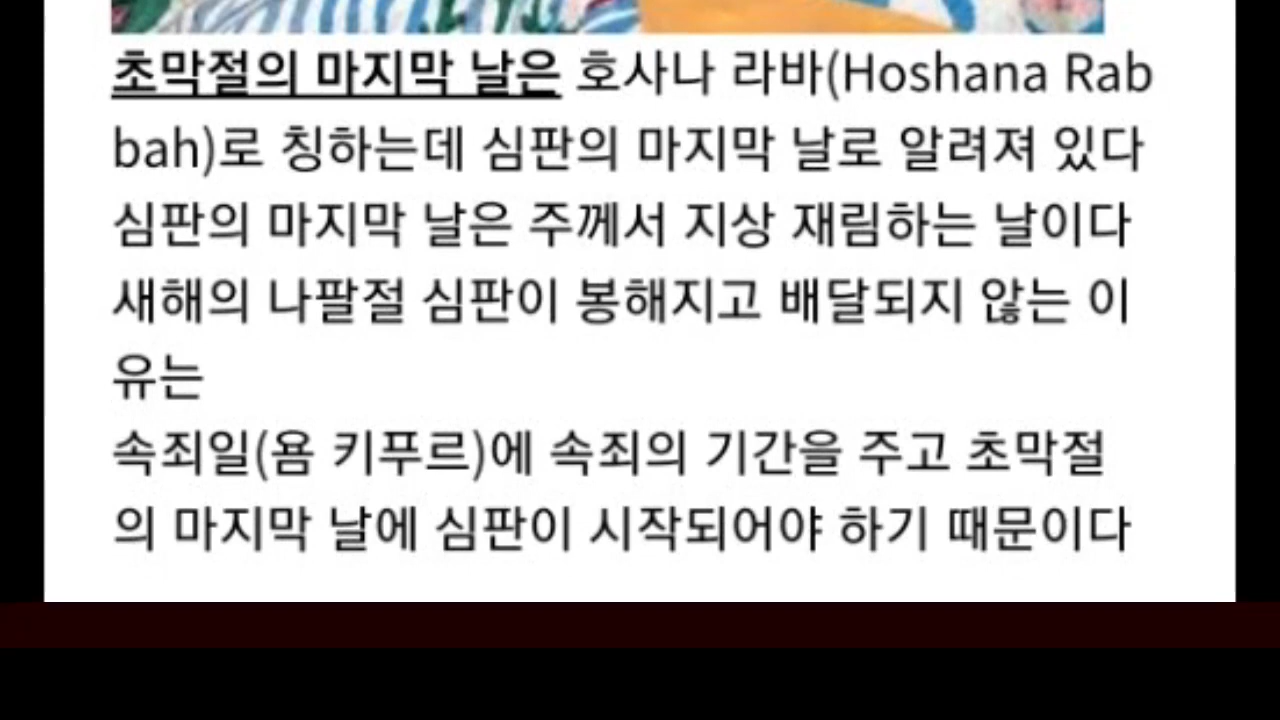 초막절의 마지막 날은 호사나 라바(Hoshana Rab
bah)로 칭하는데 심판의 마지막 날로 알려져 있다
심판의 마지막 날은 주께서 지상 재림하는 날이다
새해의 나팔절 심판이 봉해지고 배달되지 않는 이
유는
속죄일(욤 키푸르)에 속죄의 기간을 주고 초막절
의 마지막 날에 심판이 시작되어야 하기 때문이다